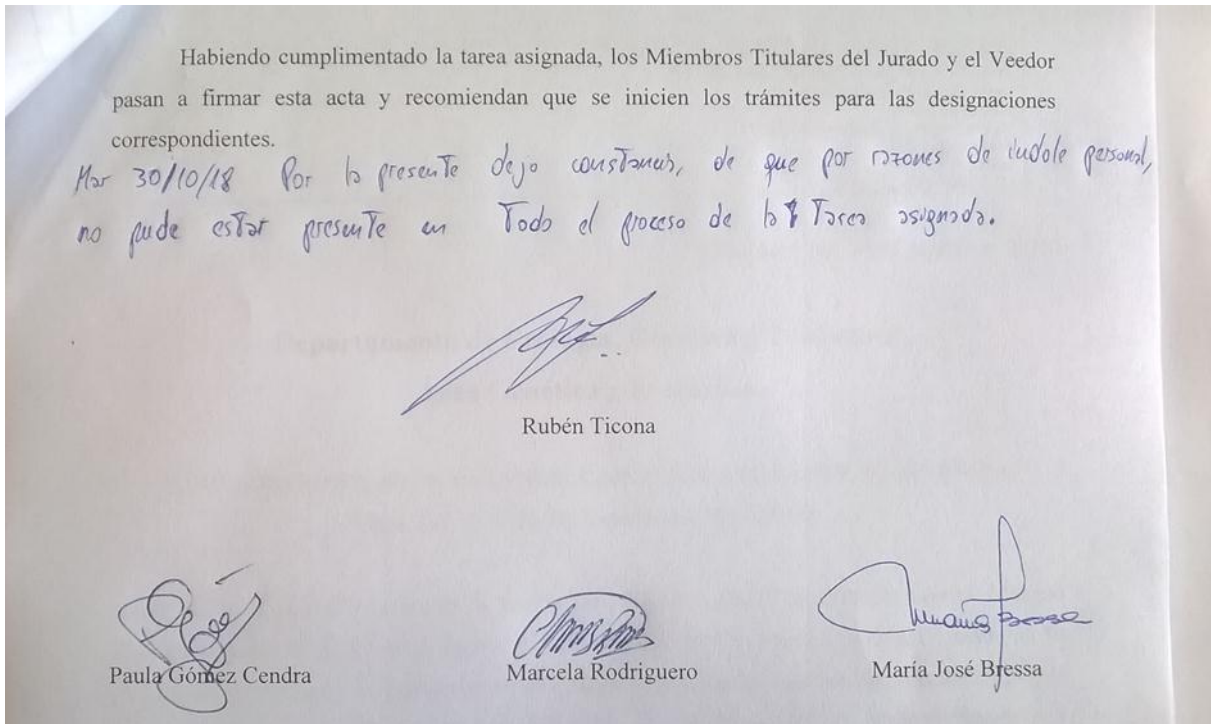 Habiendo cumplimentado la tarea asignada, los Miembros Titulares del Jurado y el Veedor
pasan a firmar esta acta y recomiendan que se inicien los trámites para las designaciones
correspondientes.
Mar 30/10/18 Por la presente dejo constancia, de que por razones de indole personal,
no pude estar presente en Todo el proceso de la Tarea asignada.
Rubén Ticona
Paula Gómez Cendra
Marcela Rodriguero
María José Bressa